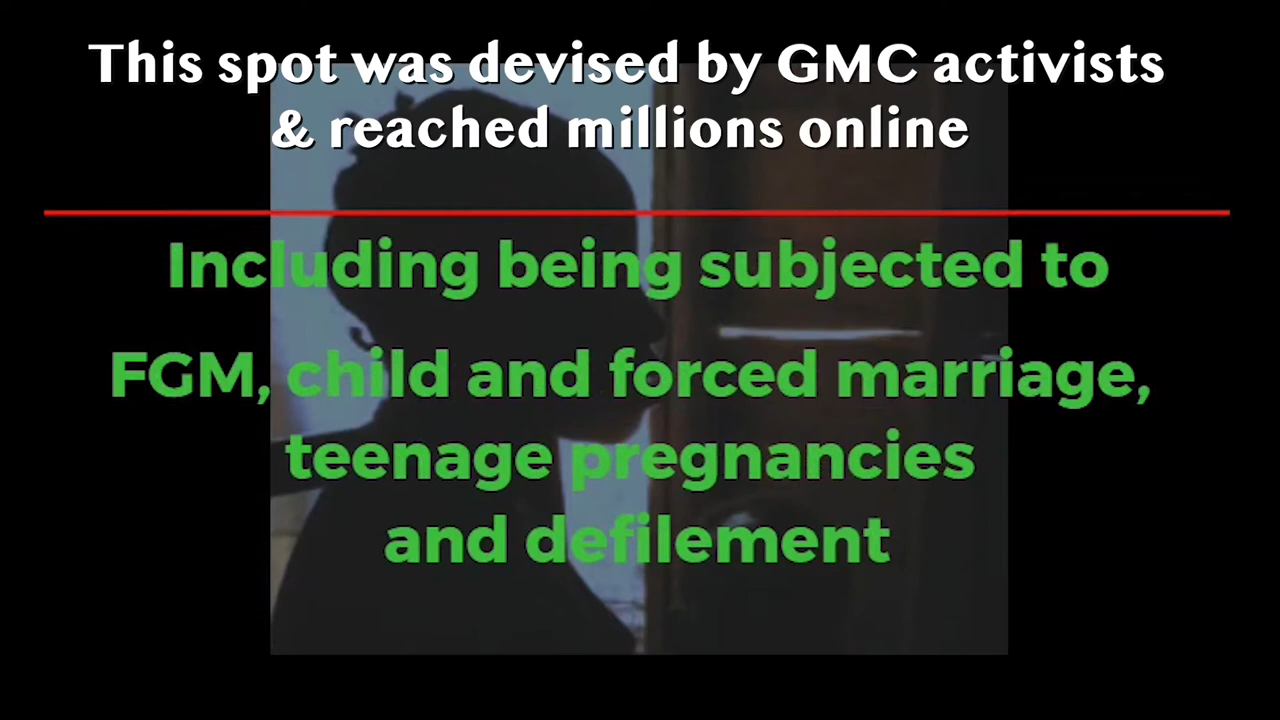 This spot was devised by GMC activists
& reached millions online
Including being subjected to
FGM, child and forced marriage,
teenage pregnancies
and defilement